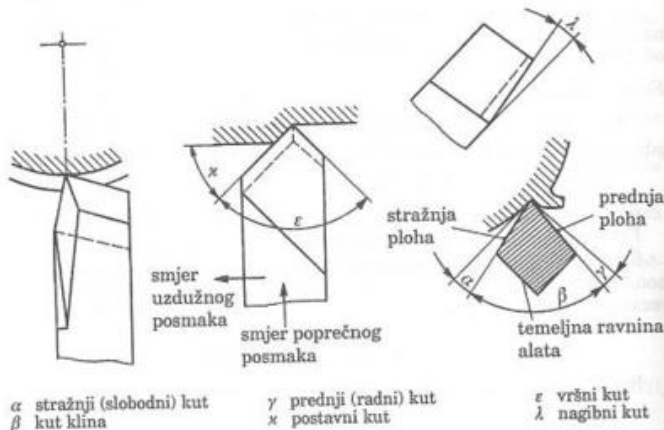 λ
ϰ
ε
prednja
ploha
stražnja
ploha
α
β
γ
temeljna ravnina
alata
smjer
uzdužnog
posmaka
smjer poprečnog
posmaka
α stražnji (slobodni) kut
β kut klina
γ prednji (radni) kut
ϰ postavni kut
ε vršni kut
λ nagibni kut